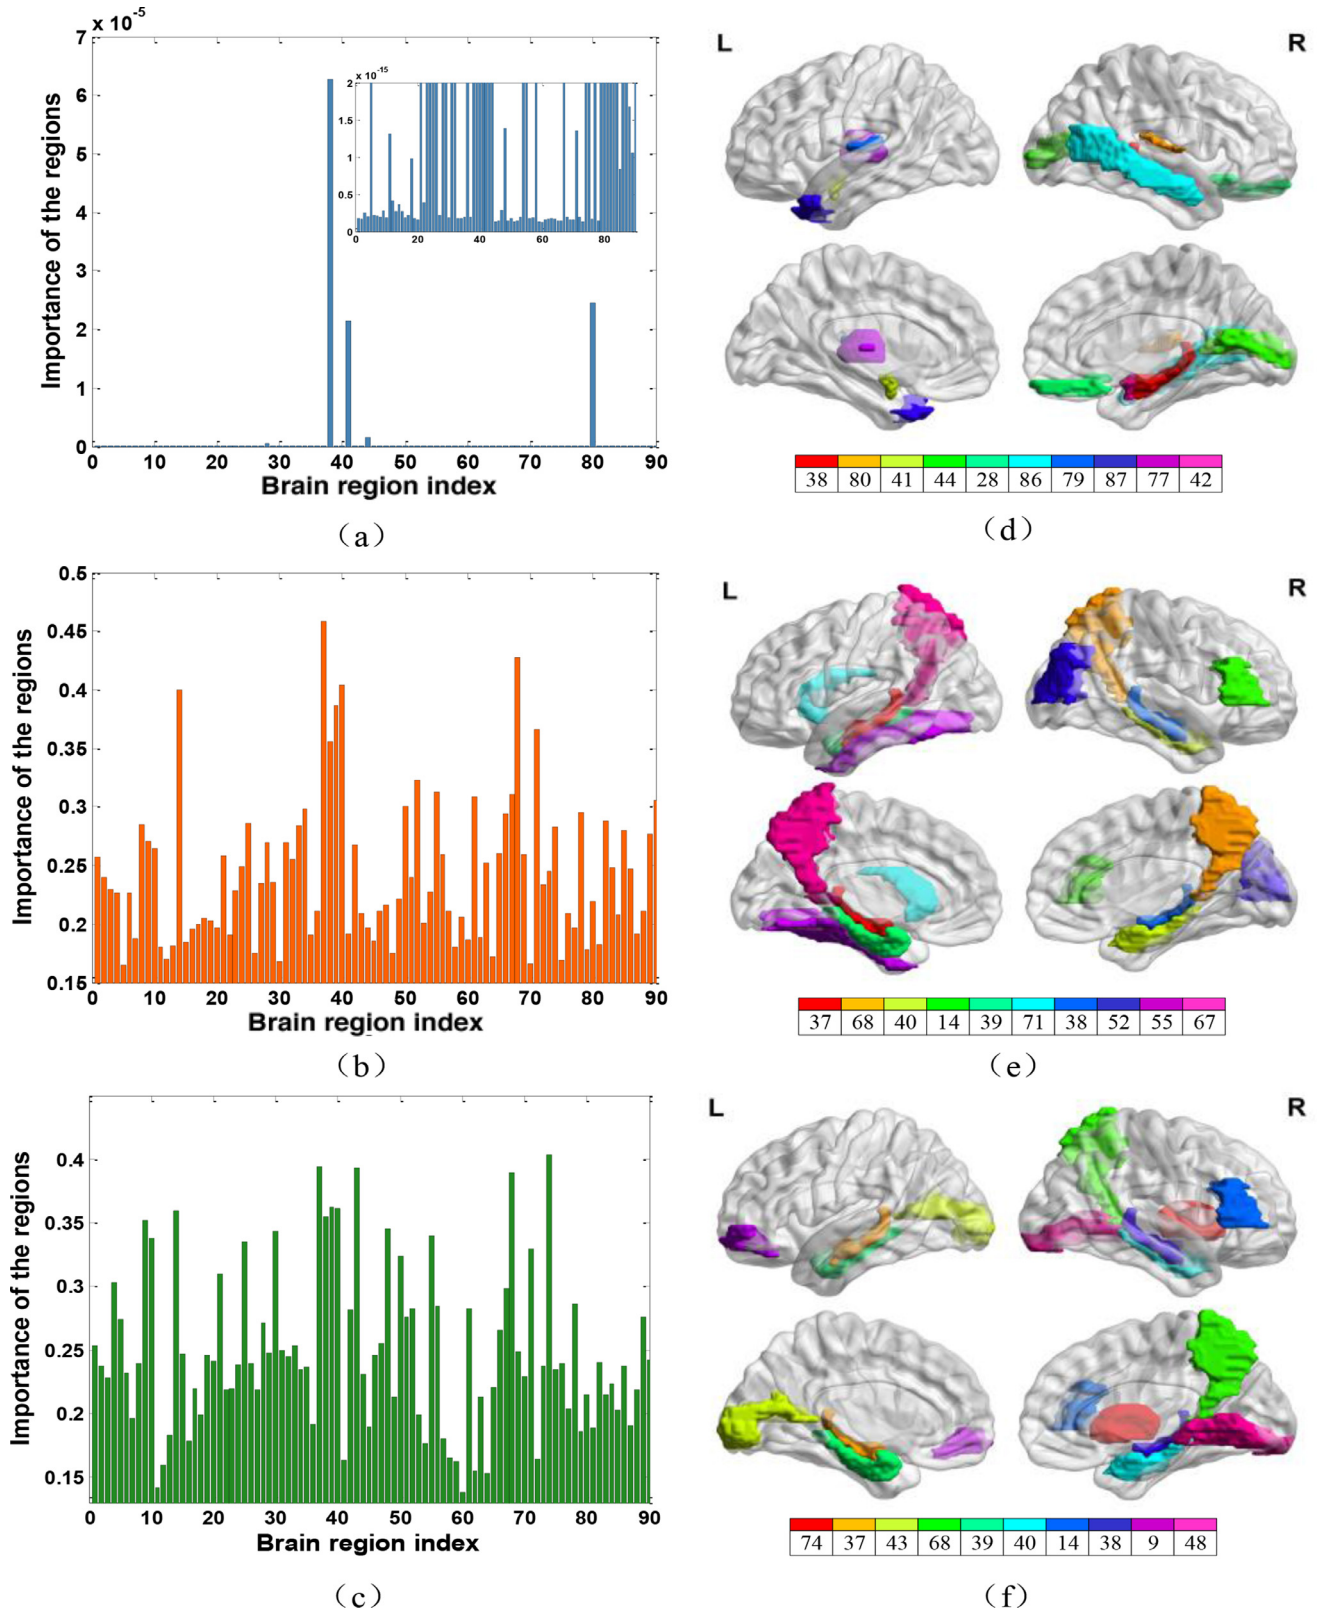 x 10-5
7
6
5
4
3
2
1
0
Importance of the regions
x 10-15
2
1.5
1
0.5
0
0 20 40 60 80
0 10 20 30 40 50 60 70 80 90
Brain region index
(a)
L R
38 80 41 44 28 86 79 87 77 42
(d)
0.5
0.45
0.4
0.35
0.3
0.25
0.2
0.15
Importance of the regions
0 10 20 30 40 50 60 70 80 90
Brain region index
(b)
L R
37 68 40 14 39 71 38 52 55 67
(e)
0.4
0.35
0.3
0.25
0.2
0.15
Importance of the regions
0 10 20 30 40 50 60 70 80 90
Brain region index
(c)
L R
74 37 43 68 39 40 14 38 9 48
(f)